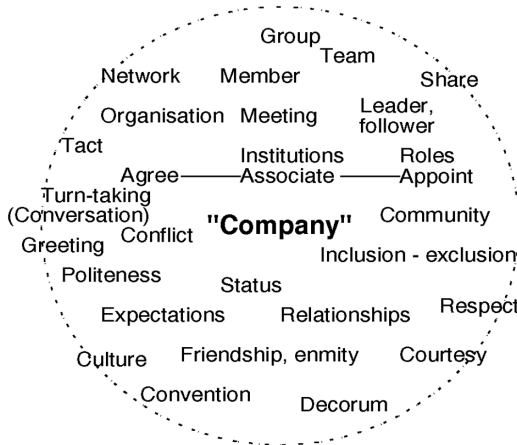 Group
Team
Network
Member
Share
Organisation
Meeting
Leader,
follower
Tact
Institutions
Roles
Agree
Associate
Appoint
Turn-taking
(Conversation)
"Company"
Community
Greeting
Conflict
Inclusion - exclusion
Politeness
Status
Expectations
Relationships
Respect
Culture
Friendship, enmity
Courtesy
Convention
Decorum